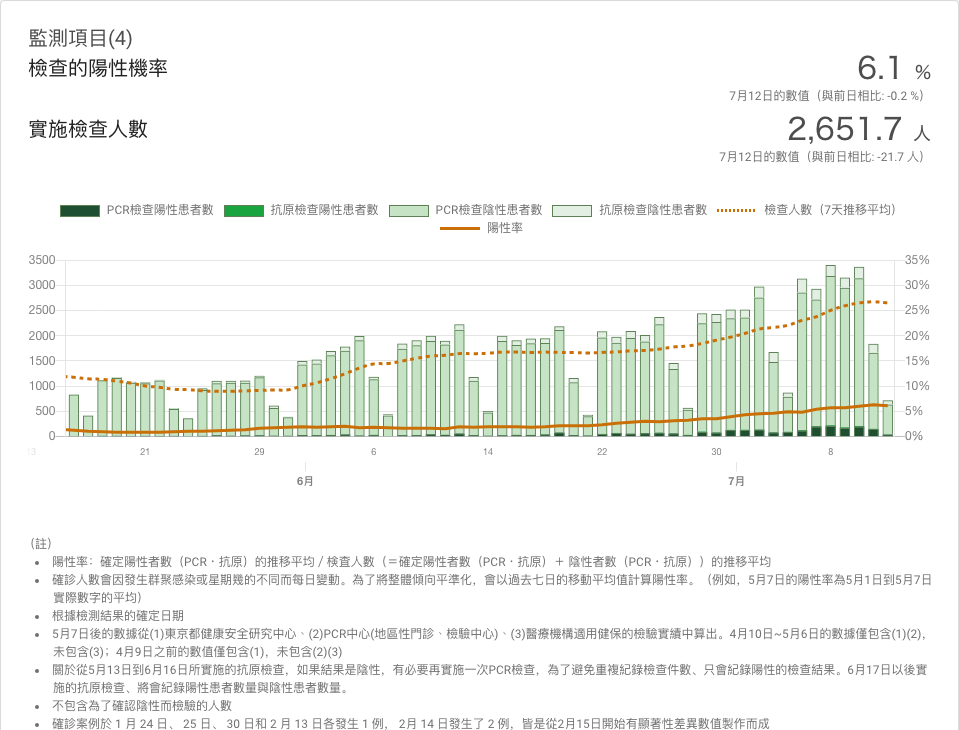 監測項目(4)
檢查的陽性機率
6.1 %
7月12日的數值（與前日相比: -0.2 %）
實施檢查人數
2,651.7 人
7月12日的數值（與前日相比: -21.7 人）
PCR檢查陽性患者數 抗原檢查陽性患者數 PCR檢查陰性患者數 抗原檢查陰性患者數 檢查人數（7天推移平均）
陽性率
3500 35%
3000 30%
2500 25%
2000 20%
1500 15%
1000 10%
500 5%
0 0%
13 21 29 6 14 22 30 8
6月 7月
（註）
陽性率：確定陽性者數（PCR・抗原）的推移平均 / 検査人數（＝確定陽性者數（PCR・抗原）＋ 陰性者數（PCR・抗原））的推移平均
確診人數會因發生群聚感染或星期幾的不同而每日變動。為了將整體傾向平準化，會以過去七日的移動平均值計算陽性率。（例如，5月7日的陽性率為5月1日到5月7日
實際數字的平均）
根據檢測結果的確定日期
5月7日後的數據從(1)東京都健康安全研究中心、(2)PCR中心(地區性門診、檢驗中心)、(3)醫療機構適用健保的檢驗實績中算出。4月10日~5月6日的數據僅包含(1)(2)，
未包含(3)；4月9日之前的數值僅包含(1)，未包含(2)(3)
關於從5月13日到6月16日所實施的抗原檢查，如果結果是陰性，有必要再實施一次PCR檢查，為了避免重複紀錄檢查件數、只會紀錄陽性的檢查結果。6月17日以後實
施的抗原檢查、將會紀錄陽性患者數量與陰性患者數量。
不包含為了確認陰性而檢驗的人數
確診案例於 1 月 24 日、 25 日、 30 日和 2 月 13 日各發生 1 例， 2月 14 日發生了 2 例，皆是從2月15日開始有顯著性差異數值製作而成